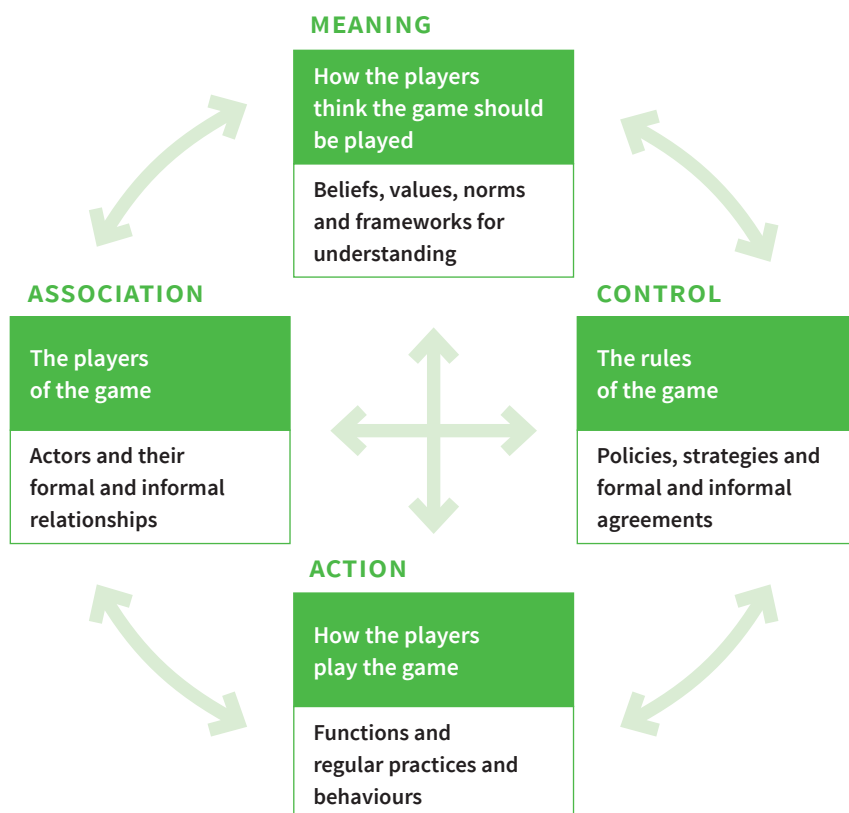 MEANING
How the players
think the game should
be played
Beliefs, values, norms
and frameworks for
understanding
ASSOCIATION
The players
of the game
Actors and their
formal and informal
relationships
CONTROL
The rules
of the game
Policies, strategies and
formal and informal
agreements
ACTION
How the players
play the game
Functions and
regular practices and
behaviours